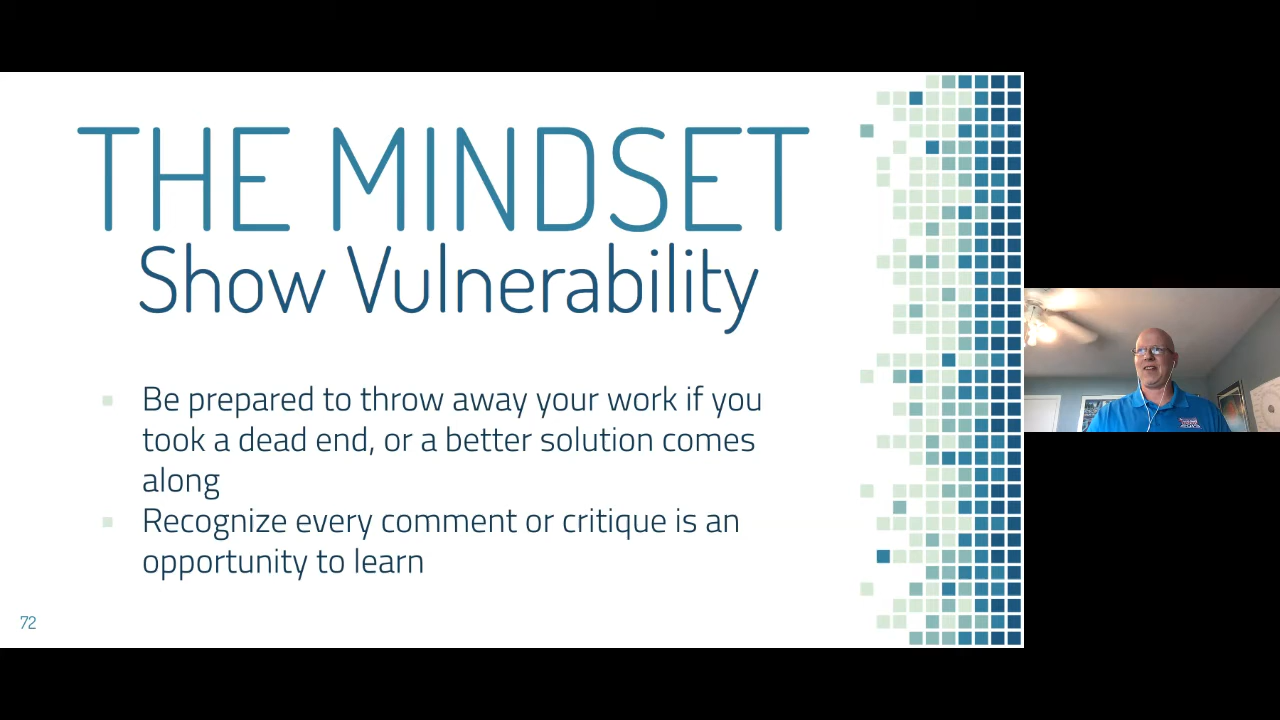 THE MINDSET
Show Vulnerability
Be prepared to throw away your work if you
took a dead end, or a better solution comes
along
Recognize every comment or critique is an
opportunity to learn
72